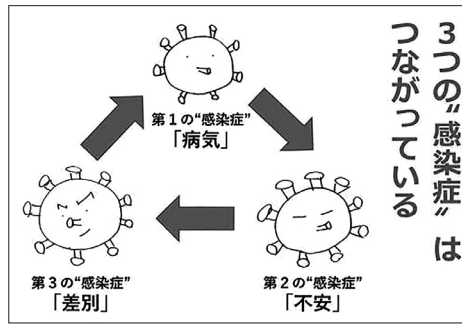 3つの“感染症”は
つながっている
第1の“感染症”
「病気」
第2の“感染症”
「不安」
第3の“感染症”
「差別」